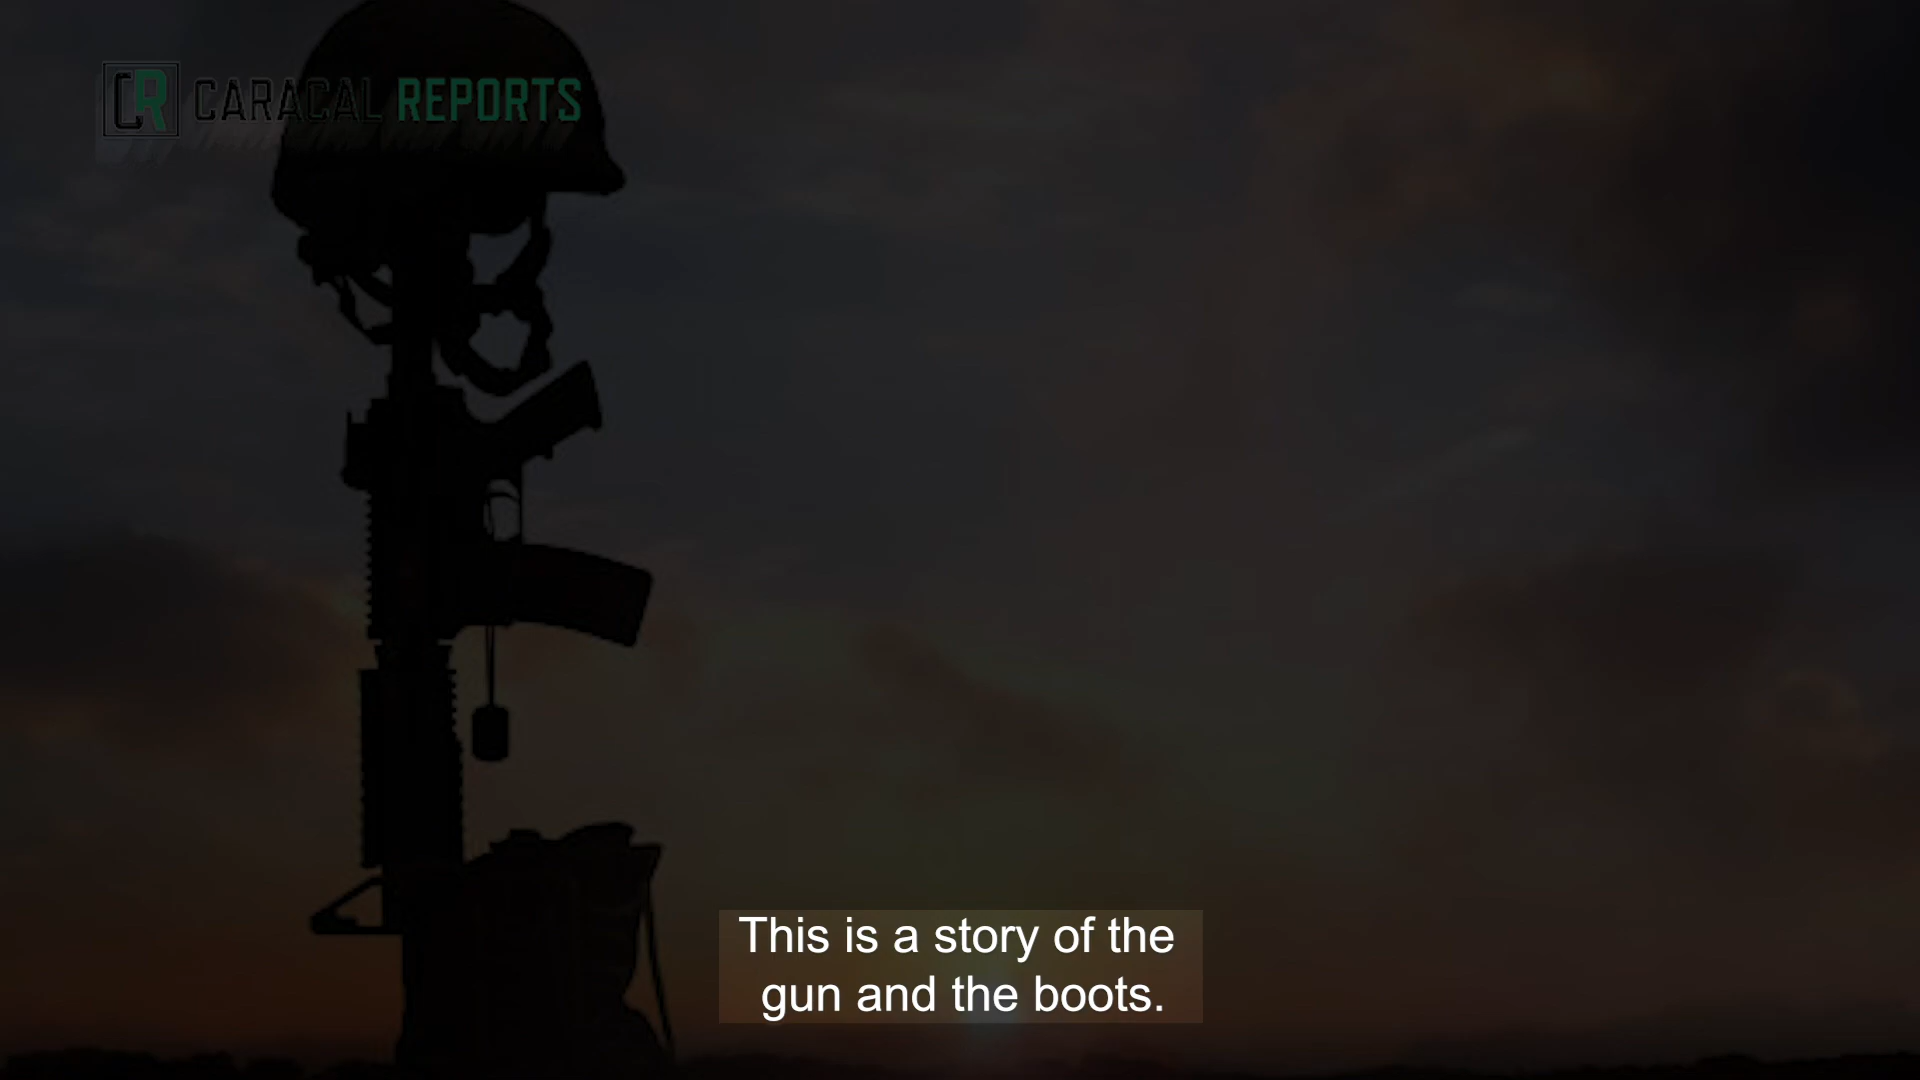 CR CARACAL REPORTS
This is a story of the
gun and the boots.